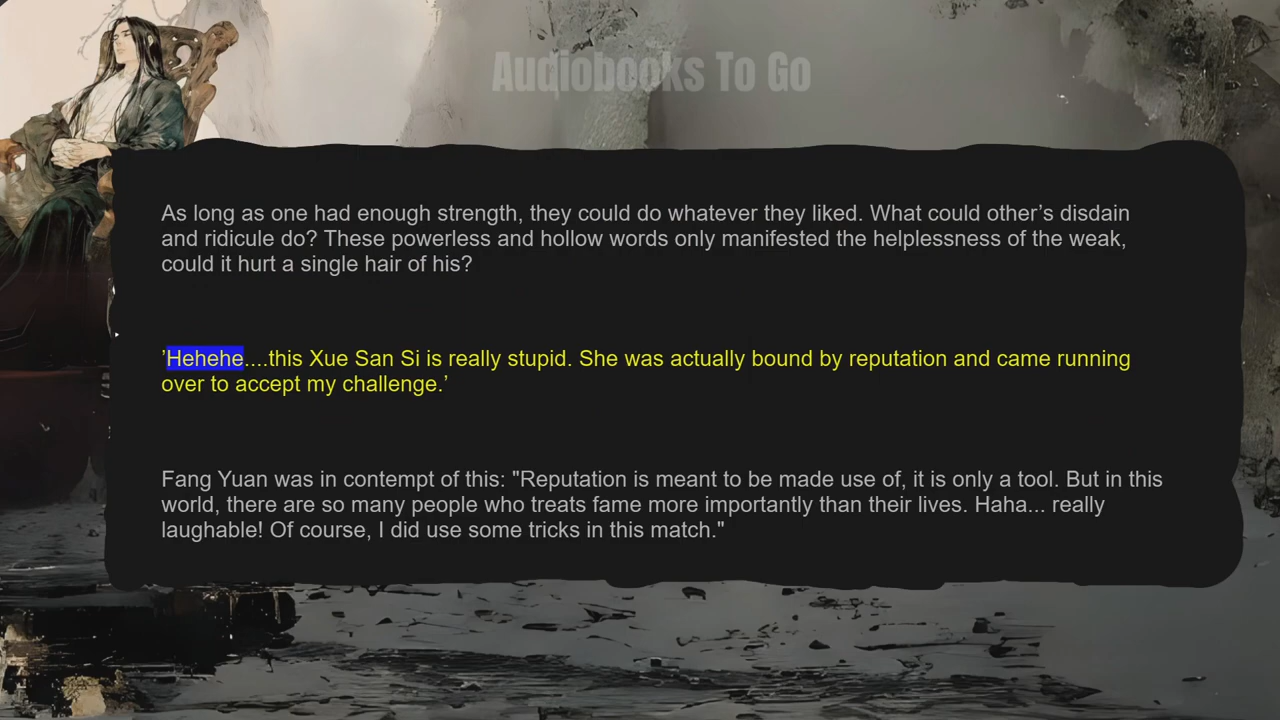 Audiobooks To Go
As long as one had enough strength, they could do whatever they liked. What could other’s disdain
and ridicule do? These powerless and hollow words only manifested the helplessness of the weak,
could it hurt a single hair of his?
’Hehehe....this Xue San Si is really stupid. She was actually bound by reputation and came running
over to accept my challenge.’
Fang Yuan was in contempt of this: "Reputation is meant to be made use of, it is only a tool. But in this
world, there are so many people who treats fame more importantly than their lives. Haha... really
laughable! Of course, I did use some tricks in this match."